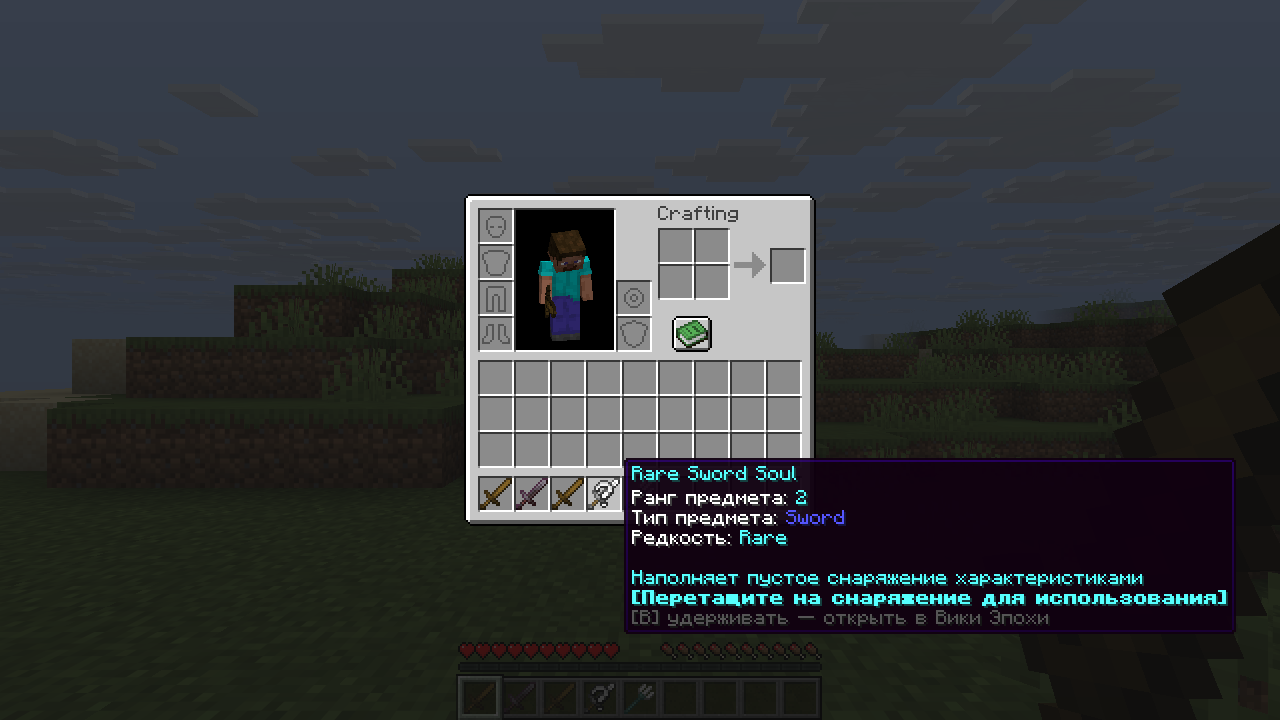 Crafting
Rare Sword Soul
Ранг предмета: 2
Тип предмета: Sword
Редкость: Rare
Наполняет пустое снаряжение характеристиками
[Перетащите на снаряжение для использования]
[B] удерживать — открыть в Вики Эпохи